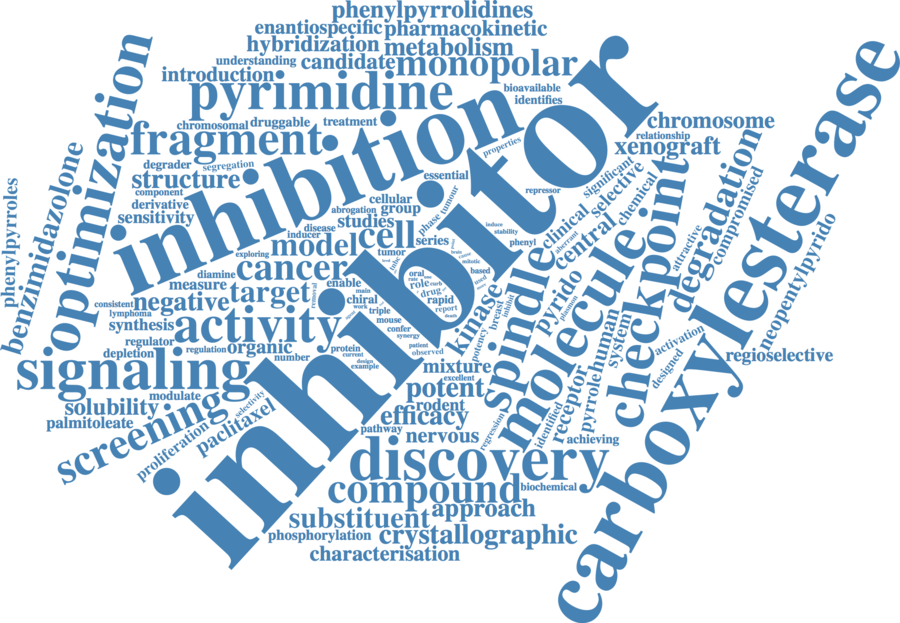 phenylpyrrolidines
enantiospecific
pharmacokinetic
hybridization
metabolism
understanding
candidate
monopolar
introduction
pyrimidine
bioavailable
identifies
chromosomal
druggable
treatment
fragment
inhibition
inhibitor
optimization
carboxylesterase
chromosome
relationship
xenograft
properties
degrader
segregation
structure
component
derivative
sensitivity
essential
cellular
abrogation
group
phase
tumour
repressor
significant
selective
chemical
clinical
central
aberrant
disease
studies
inducer
model
cell
series
induce
stability
phenyl
exploring
tumor
cancer
diamine
measure
target
enable
main
chiral
work
removal
oral
role
drug
rapid
report
triple
mouse
confer
synergy
mitotic
based
phenylpyrroles
benzimidazolone
consistent
negative
lymphoma
synthesis
activity
regulator
depletion
regulation
organic
number
protein
current
design
example
patient
observed
kinase
breast
inhibit
potency
spindle
pyrido
molecule
checkpoint
degradation
compromised
attractive
neopentylpyrido
regioselective
activation
designed
system
human
pyrrole
receptor
identified
achieving
signaling
modulate
solubility
palmitoleate
screening
proliferation
paclitaxel
selectivity
mixture
excellent
potent
rodent
efficacy
pathway
nervous
regression
discovery
compound
biochemical
approach
substituent
phosphorylation
crystallographic
characterisation